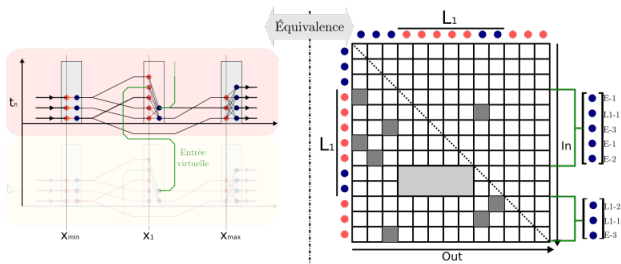 Équivalence
L1
tn
Entrée
virtuelle
xmin
x1
xmax
L1
In
Out
E-1
L1-1
E-3
E-1
E-2
L1-2
L1-1
E-3